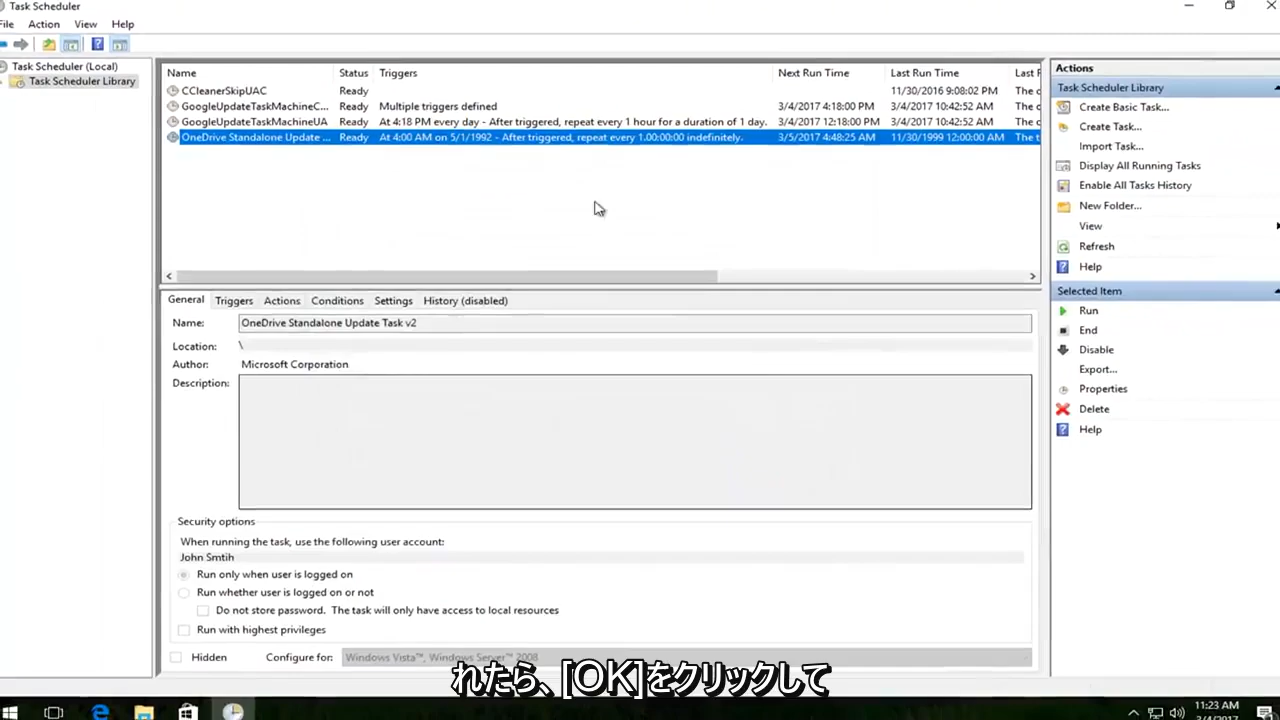 Task Scheduler
File Action View Help
Task Scheduler (Local)
Task Scheduler Library
Name Status Triggers Next Run Time Last Run Time Last F
CCleanerSkipUAC Ready 11/30/2016 9:08:02 PM The c
GoogleUpdateTaskMachineC... Ready Multiple triggers defined 3/4/2017 4:18:00 PM 3/4/2017 10:42:52 AM The c
GoogleUpdateTaskMachineUA Ready At 4:18 PM every day - After triggered, repeat every 1 hour for a duration of 1 day. 3/4/2017 12:18:00 PM 3/4/2017 10:42:52 AM The c
OneDrive Standalone Update ... Ready At 4:00 AM on 5/1/1992 - After triggered, repeat every 1.00:00:00 indefinitely. 3/5/2017 4:48:25 AM 11/30/1999 12:00:00 AM The t
General Triggers Actions Conditions Settings History (disabled)
Name: OneDrive Standalone Update Task v2
Location: \
Author: Microsoft Corporation
Description:
Security options
When running the task, use the following user account:
John Smtih
Run only when user is logged on
Run whether user is logged on or not
Do not store password. The task will only have access to local resources
Run with highest privileges
Hidden Configure for: Windows Vista™, Windows Server™ 2008
Actions
Task Scheduler Library
Create Basic Task...
Create Task...
Import Task...
Display All Running Tasks
Enable All Tasks History
New Folder...
View
Refresh
Help
Selected Item
Run
End
Disable
Export...
Properties
Delete
Help
れたら、[OK]をクリックして
11:23 AM
3/4/2017